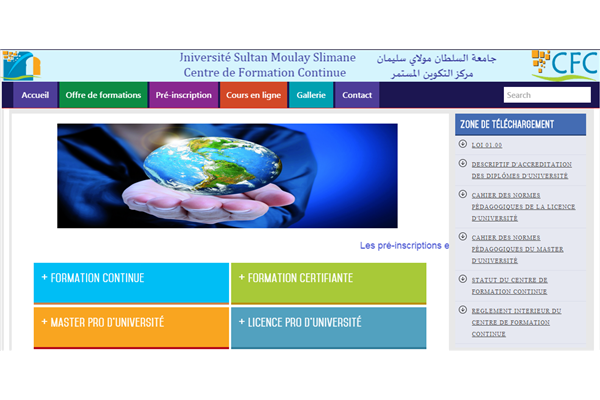 Université Sultan Moulay Slimane
جامعة السلطان مولاي سليمان
Centre de Formation Continue
مركز التكوين المستمر
CFC
Accueil
Offre de formations
Pré-inscription
Cours en ligne
Gallerie
Contact
Search
ZONE DE TÉLÉCHARGEMENT
LOI 01.00
DESCRIPTIF D'ACCREDITATION
DES DIPLÔMES D'UNIVERSITÉ
CAHIER DES NORMES
PÉDAGOGIQUES DE LA LICENCE
D'UNIVERSITÉ
CAHIER DES NORMES
PÉDAGOGIQUES DU MASTER
D'UNIVERSITÉ
STATUT DU CENTRE DE
FORMATION CONTINUE
REGLEMENT INTERIEUR DU
CENTRE DE FORMATION
CONTINUE
Les pré-inscriptions e
+ FORMATION CONTINUE
+ FORMATION CERTIFIANTE
+ MASTER PRO D'UNIVERSITÉ
+ LICENCE PRO D'UNIVERSITÉ